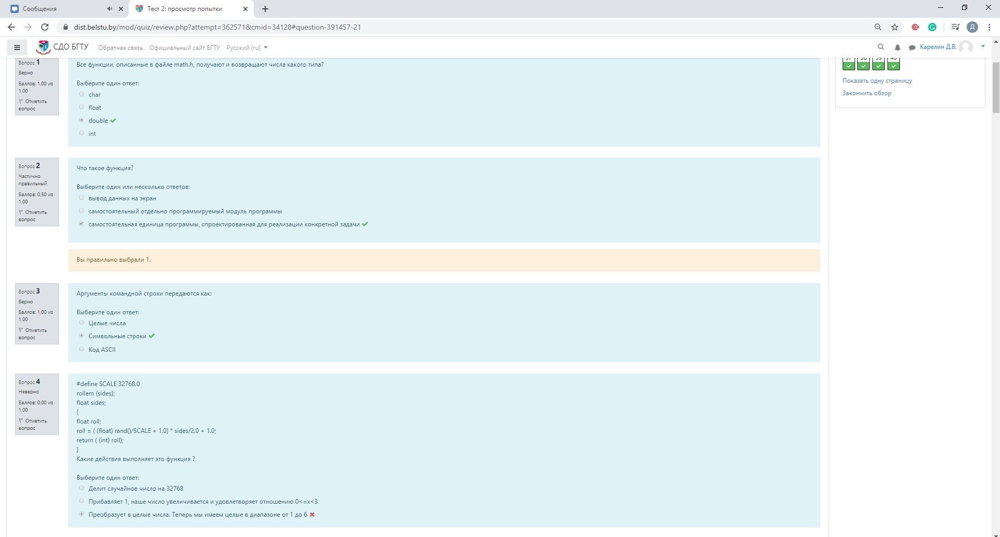 Сообщения
Тест 2: просмотр попытки
dist.belstu.by/mod/quiz/review.php?attempt=362571&cmid=34128#question-391457-21
Д
СДО БГТУ
Обратная связь
Официальный сайт БГТУ
Русский (ru)
Карелин Д.В.
Вопрос 1
Верно
Баллов: 1,00 из
1,00
Отметить
вопрос
Все функции, описанные в файле math.h, получают и возвращают числа какого типа?
Выберите один ответ:
char
float
double
int
37 38 39 40
Показать одну страницу
Закончить обзор
Вопрос 2
Частично
правильный
Баллов: 0,50 из
1,00
Отметить
вопрос
Что такое функция?
Выберите один или несколько ответов:
вывод данных на экран
самостоятельный отдельно программируемый модуль программы
самостоятельная единица программы, спроектированная для реализации конкретной задачи
Вы правильно выбрали 1.
Вопрос 3
Верно
Баллов: 1,00 из
1,00
Отметить
вопрос
Аргументы командной строки передаются как:
Выберите один ответ:
Целые числа
Символьные строки
Код ASCII
Вопрос 4
Неверно
Баллов: 0,00 из
1,00
Отметить
вопрос
#define SCALE 32768.0
rollem (sides);
float sides;
{
float roll;
roll = ( (float) rand()/SCALE + 1.0) * sides/2.0 + 1.0;
return ( (int) roll);
}
Какие действия выполняет это функция ?
Выберите один ответ:
Делит случайное число на 32768
Прибавляет 1, наше число увеличивается и удовлетворяет отношению 0<=x<3
Преобразует в целые числа. Теперь мы имеем целые в диапазоне от 1 до 6